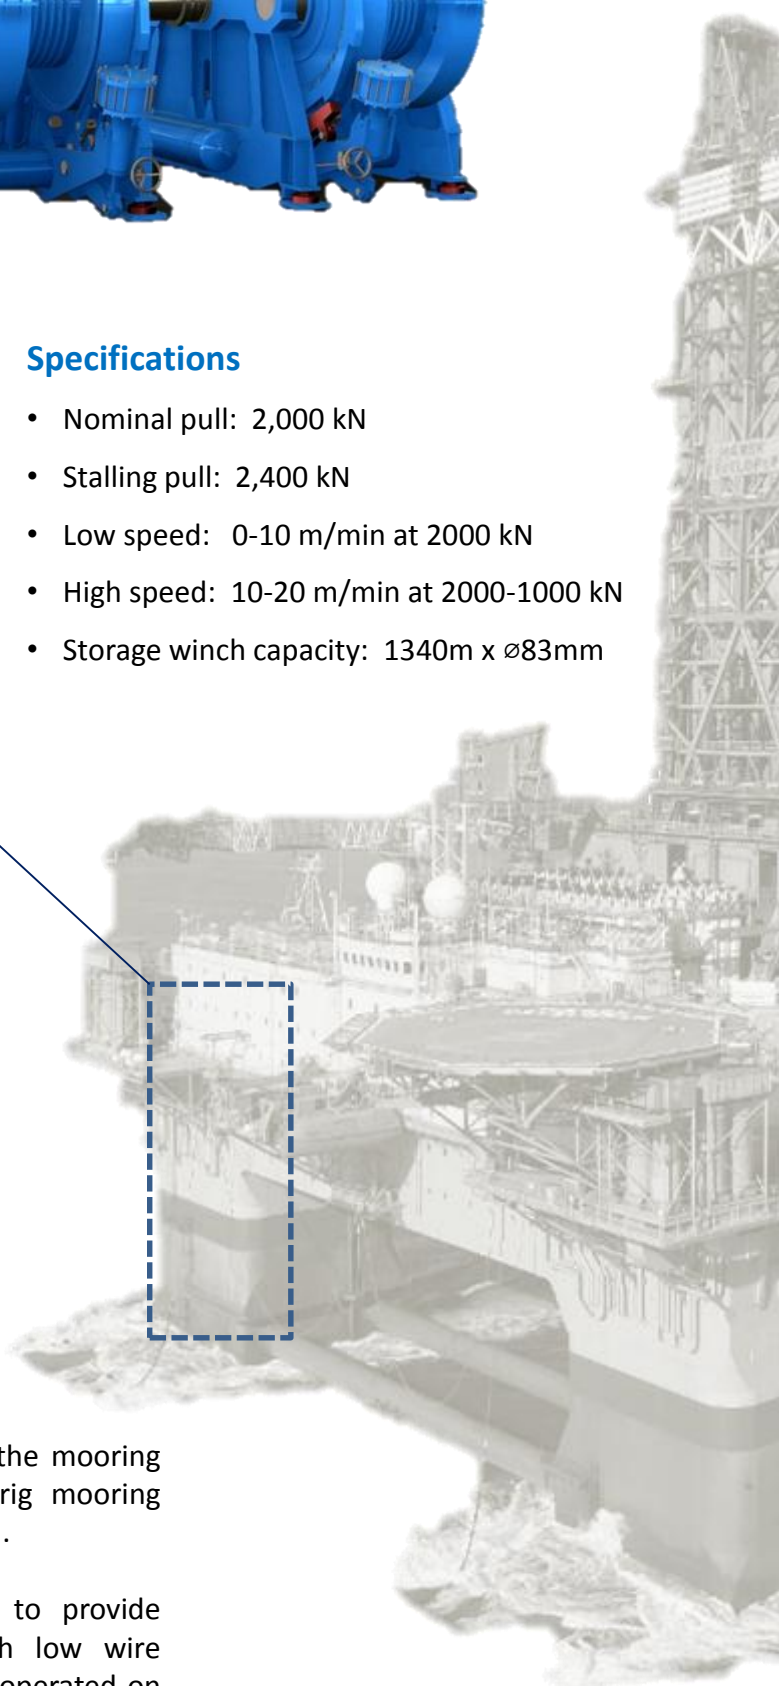 Specifications
• Nominal pull: 2,000 kN
• Stalling pull: 2,400 kN
• Low speed: 0-10 m/min at 2000 kN
• High speed: 10-20 m/min at 2000-1000 kN
• Storage winch capacity: 1340m x ∅83mm
the mooring
rig mooring
.
to provide
low wire
operated on